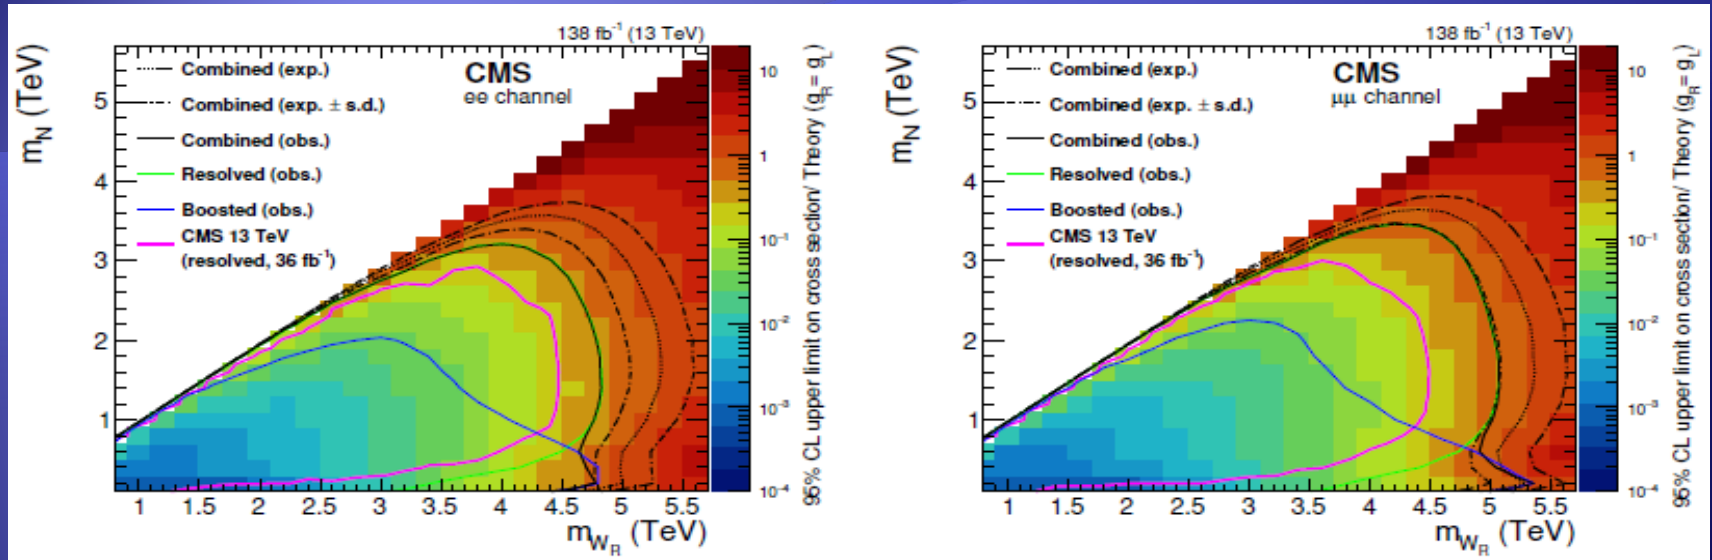 138 fb⁻¹ (13 TeV)
CMS
ee channel
Combined (exp.)
Combined (exp. ± s.d.)
Combined (obs.)
Resolved (obs.)
Boosted (obs.)
CMS 13 TeV
(resolved, 36 fb⁻¹)
m_N (TeV)
5
4
3
2
1
1 1.5 2 2.5 3 3.5 4 4.5 5 5.5
m_W_R (TeV)
10
1
10⁻¹
10⁻²
10⁻³
10⁻⁴
95% CL upper limit on cross section/ Theory (g_R = g_L)
138 fb⁻¹ (13 TeV)
CMS
μμ channel
Combined (exp.)
Combined (exp. ± s.d.)
Combined (obs.)
Resolved (obs.)
Boosted (obs.)
CMS 13 TeV
(resolved, 36 fb⁻¹)
m_N (TeV)
5
4
3
2
1
1 1.5 2 2.5 3 3.5 4 4.5 5 5.5
m_W_R (TeV)
10
1
10⁻¹
10⁻²
10⁻³
10⁻⁴
95% CL upper limit on cross section/ Theory (g_R = g_L)